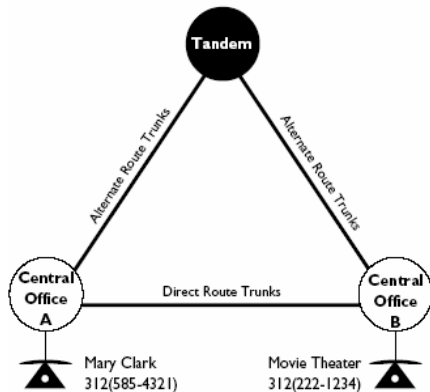 Tandem
Alternate Route Trunks
Alternate Route Trunks
Central
Office
A
Direct Route Trunks
Central
Office
B
Mary Clark
312(585-4321)
Movie Theater
312(222-1234)